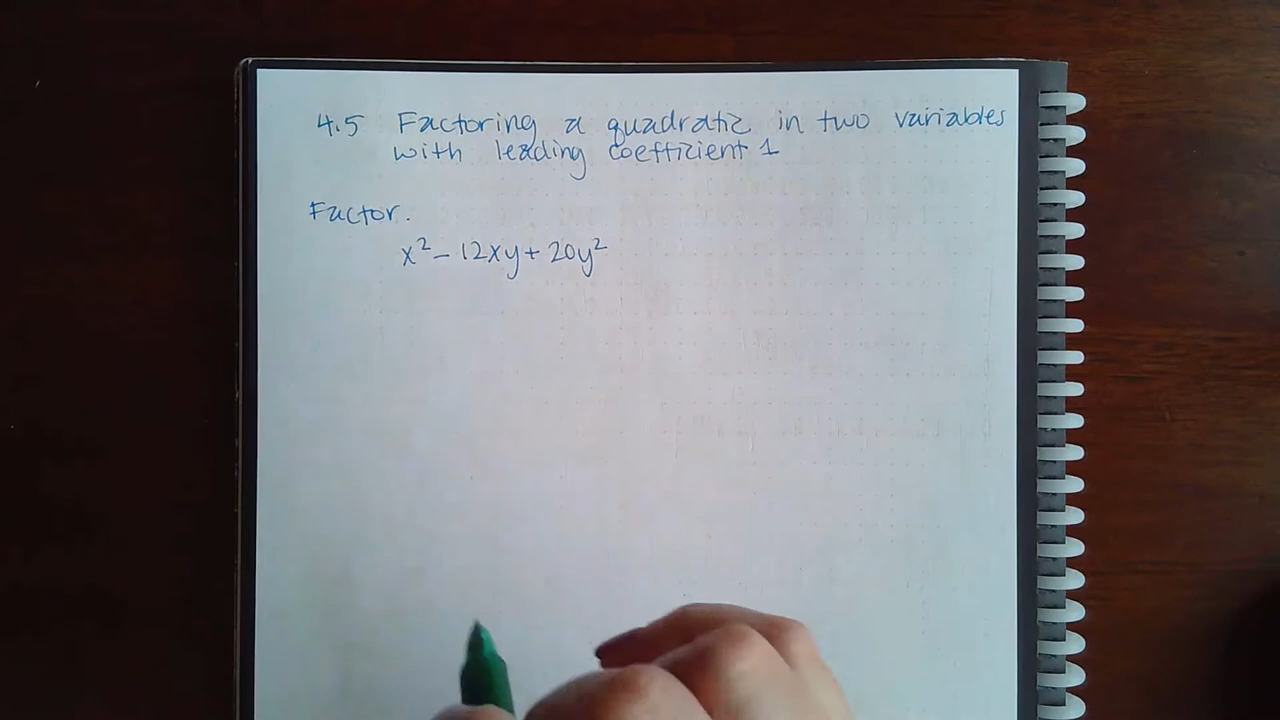 4.5 Factoring a quadratic in two variables
with leading coefficient 1
Factor.
x² - 12xy + 20y²